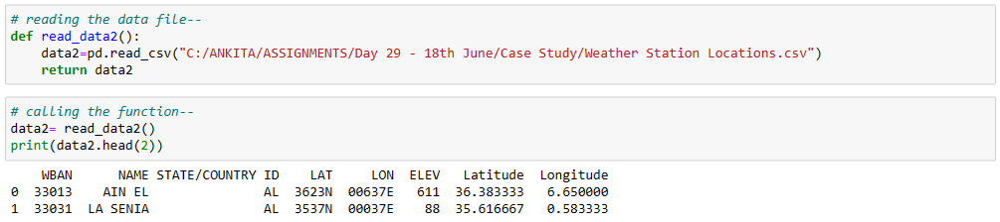 # reading the data file--
def read_data2():
    data2=pd.read_csv("C:/ANKITA/ASSIGNMENTS/Day 29 - 18th June/Case Study/Weather Station Locations.csv")
    return data2
# calling the function--
data2= read_data2()
print(data2.head(2))
    WBAN      NAME STATE/COUNTRY ID    LAT     LON  ELEV   Latitude  Longitude
0  33013    AIN EL               AL  3623N  00637E   611  36.383333   6.650000
1  33031  LA SENIA               AL  3537N  00037E    88  35.616667   0.583333